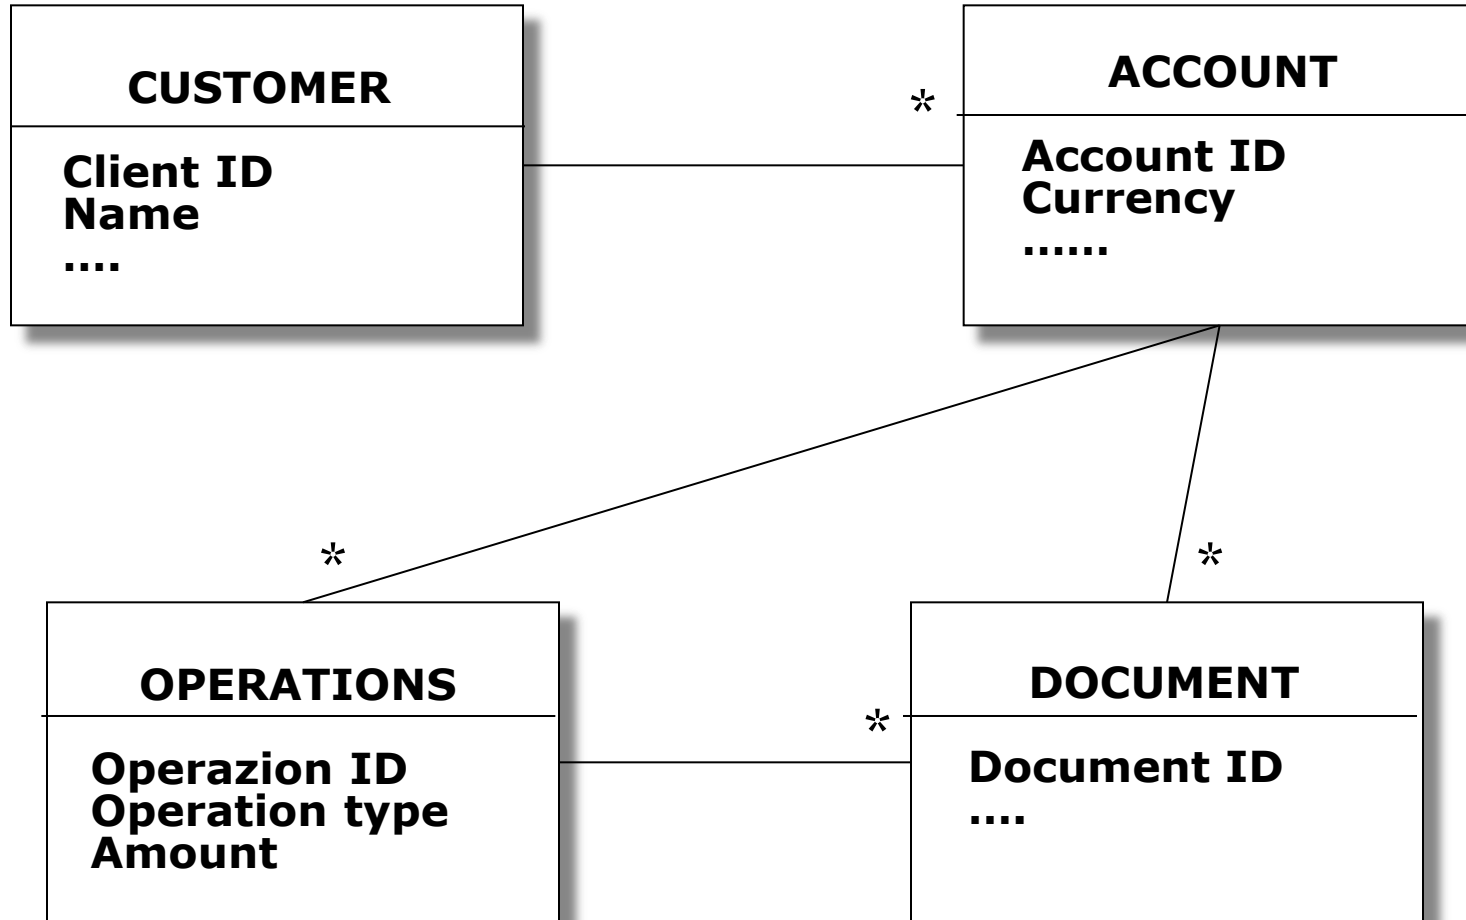 CUSTOMER
Client ID
Name
....
*
ACCOUNT
Account ID
Currency
......
*
*
OPERATIONS
Operazion ID
Operation type
Amount
*
DOCUMENT
Document ID
....